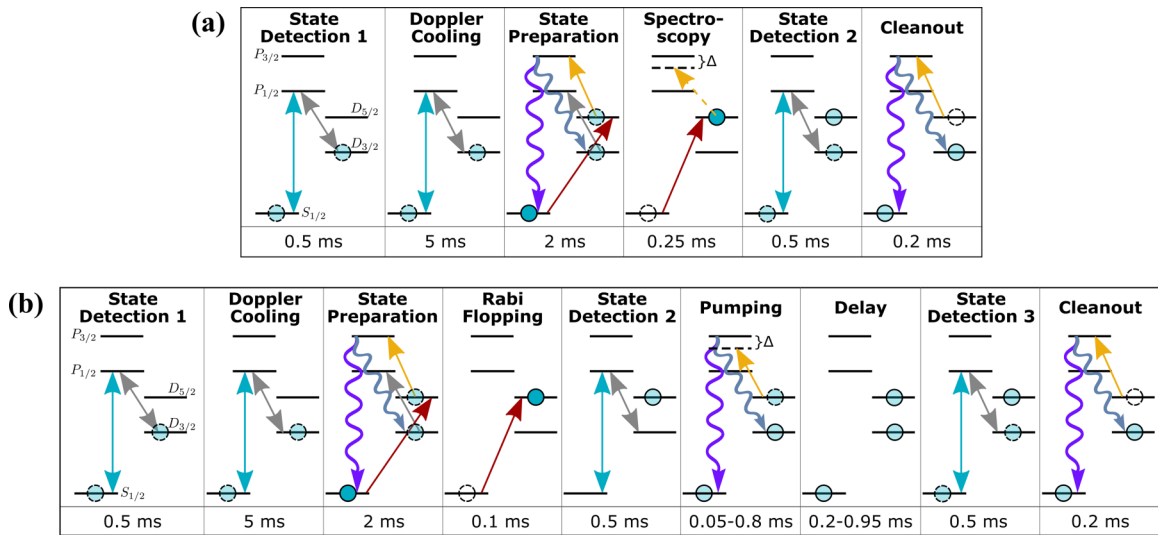 (a)
State Detection 1
Doppler Cooling
State Preparation
Spectro-scopy
State Detection 2
Cleanout
P3/2
P1/2
D5/2
D3/2
S1/2
}Δ
0.5 ms
5 ms
2 ms
0.25 ms
0.5 ms
0.2 ms
(b)
State Detection 1
Doppler Cooling
State Preparation
Rabi Flopping
State Detection 2
Pumping
Delay
State Detection 3
Cleanout
P3/2
P1/2
D5/2
D3/2
S1/2
}Δ
0.5 ms
5 ms
2 ms
0.1 ms
0.5 ms
0.05-0.8 ms
0.2-0.95 ms
0.5 ms
0.2 ms